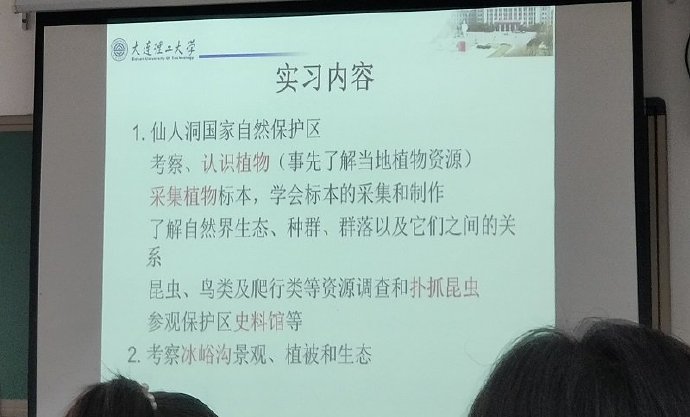 大连理工大学
Dalian University of Technology
实习内容
1. 仙人洞国家自然保护区
考察、认识植物（事先了解当地植物资源）
采集植物标本，学会标本的采集和制作
了解自然界生态、种群、群落以及它们之间的关
系
昆虫、鸟类及爬行类等资源调查和扑抓昆虫
参观保护区史料馆等
2. 考察冰峪沟景观、植被和生态